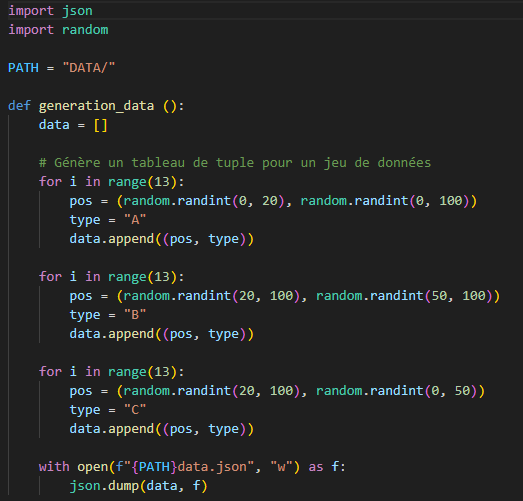 import json
import random

PATH = "DATA/"

def generation_data ():
    data = []

    # Génère un tableau de tuple pour un jeu de données
    for i in range(13):
        pos = (random.randint(0, 20), random.randint(0, 100))
        type = "A"
        data.append((pos, type))

    for i in range(13):
        pos = (random.randint(20, 100), random.randint(50, 100))
        type = "B"
        data.append((pos, type))

    for i in range(13):
        pos = (random.randint(20, 100), random.randint(0, 50))
        type = "C"
        data.append((pos, type))

    with open(f"{PATH}data.json", "w") as f:
        json.dump(data, f)